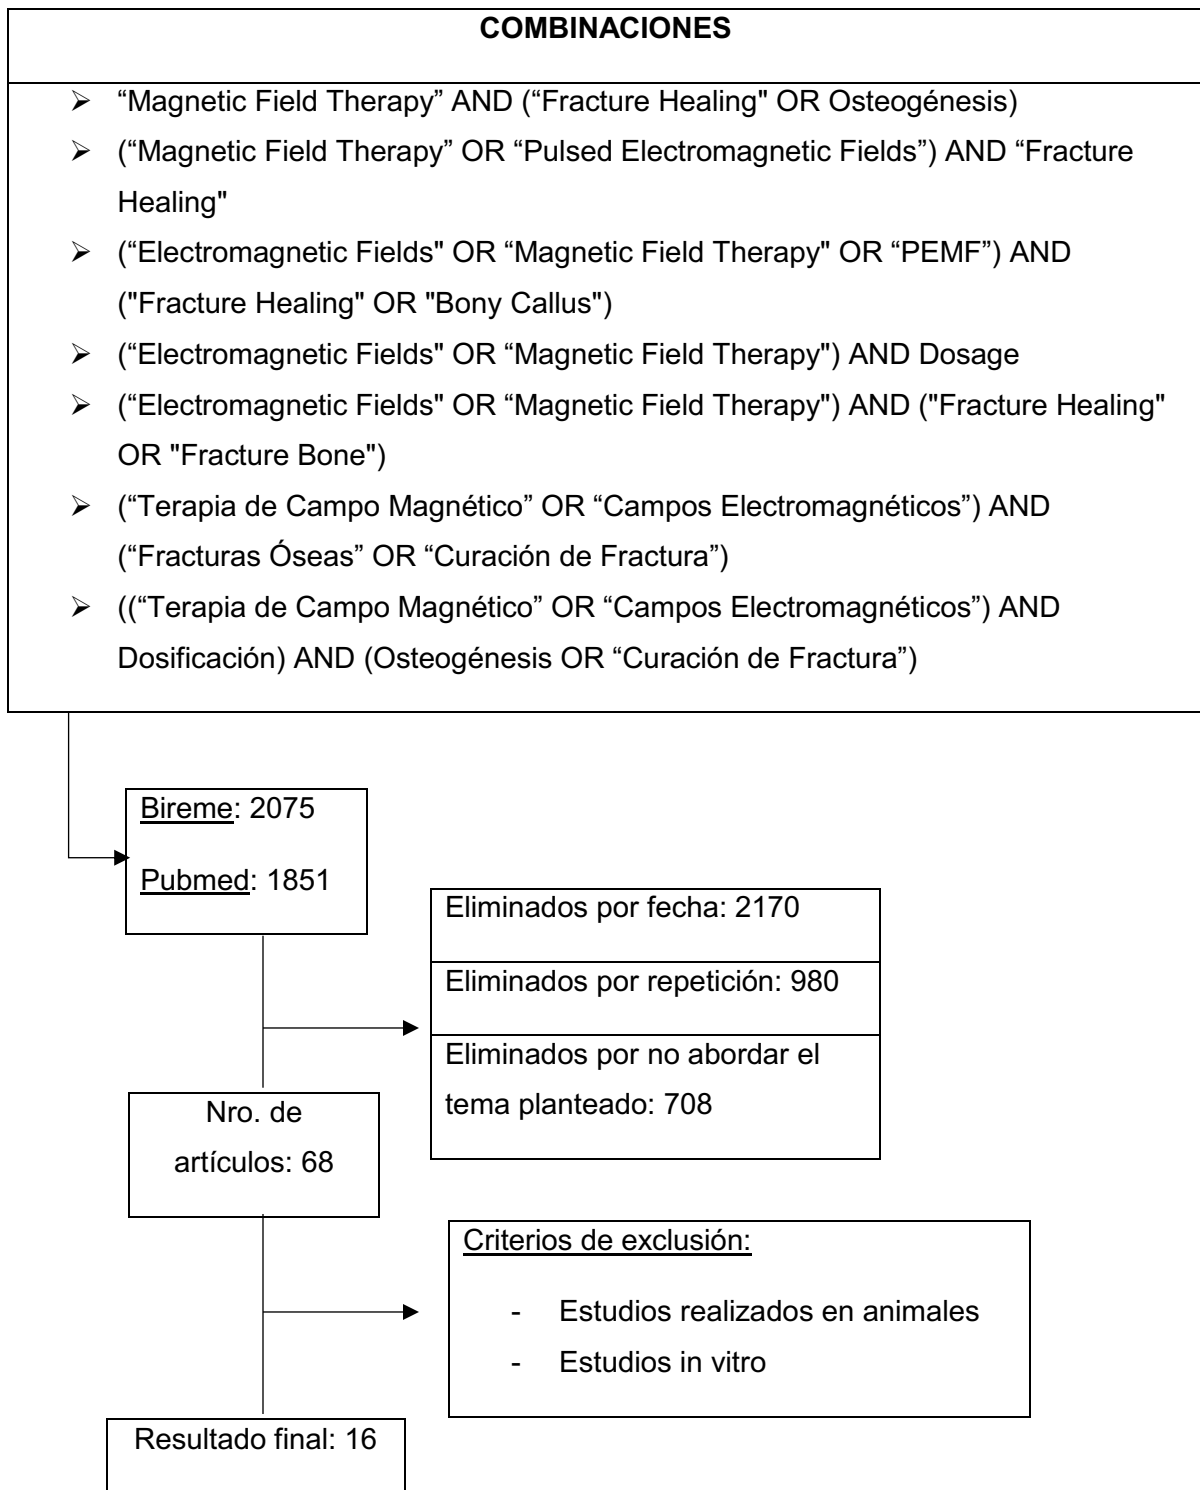 COMBINACIONES
➢ “Magnetic Field Therapy” AND (“Fracture Healing" OR Osteogénesis)
➢ (“Magnetic Field Therapy” OR “Pulsed Electromagnetic Fields”) AND “Fracture
Healing"
➢ (“Electromagnetic Fields" OR “Magnetic Field Therapy" OR “PEMF”) AND
("Fracture Healing" OR "Bony Callus")
➢ (“Electromagnetic Fields" OR “Magnetic Field Therapy") AND Dosage
➢ (“Electromagnetic Fields" OR “Magnetic Field Therapy") AND ("Fracture Healing"
OR "Fracture Bone")
➢ (“Terapia de Campo Magnético” OR “Campos Electromagnéticos”) AND
(“Fracturas Óseas” OR “Curación de Fractura”)
➢ ((“Terapia de Campo Magnético” OR “Campos Electromagnéticos”) AND
Dosificación) AND (Osteogénesis OR “Curación de Fractura”)
Bireme: 2075
Pubmed: 1851
Eliminados por fecha: 2170
Eliminados por repetición: 980
Eliminados por no abordar el
tema planteado: 708
Nro. de
artículos: 68
Criterios de exclusión:
- Estudios realizados en animales
- Estudios in vitro
Resultado final: 16